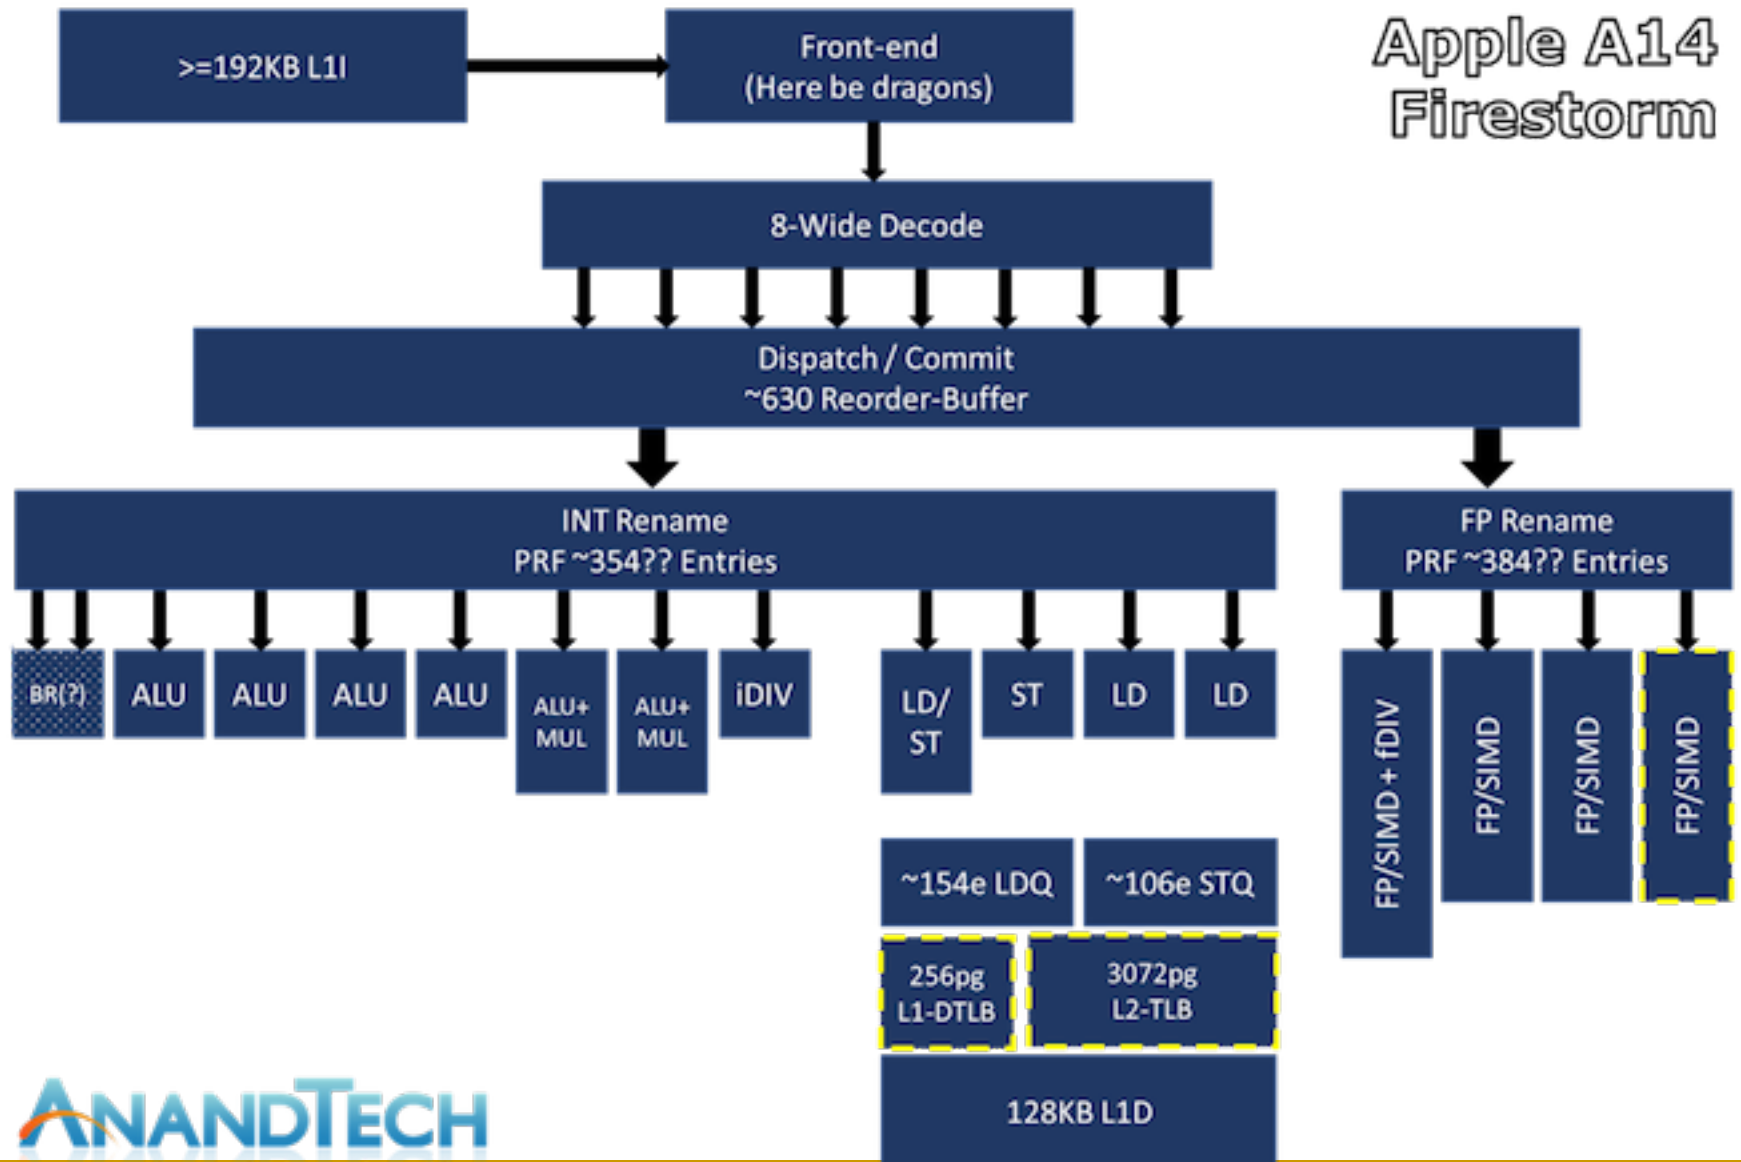 Apple A14
Firestorm
>=192KB L1I
Front-end
(Here be dragons)
8-Wide Decode
Dispatch / Commit
~630 Reorder-Buffer
INT Rename
PRF ~354?? Entries
FP Rename
PRF ~384?? Entries
BR(?)
ALU
ALU
ALU
ALU
ALU+
MUL
ALU+
MUL
iDIV
LD/
ST
ST
LD
LD
FP/SIMD + fDIV
FP/SIMD
FP/SIMD
FP/SIMD
~154e LDQ
~106e STQ
256pg
L1-DTLB
3072pg
L2-TLB
128KB L1D
ANANDTECH